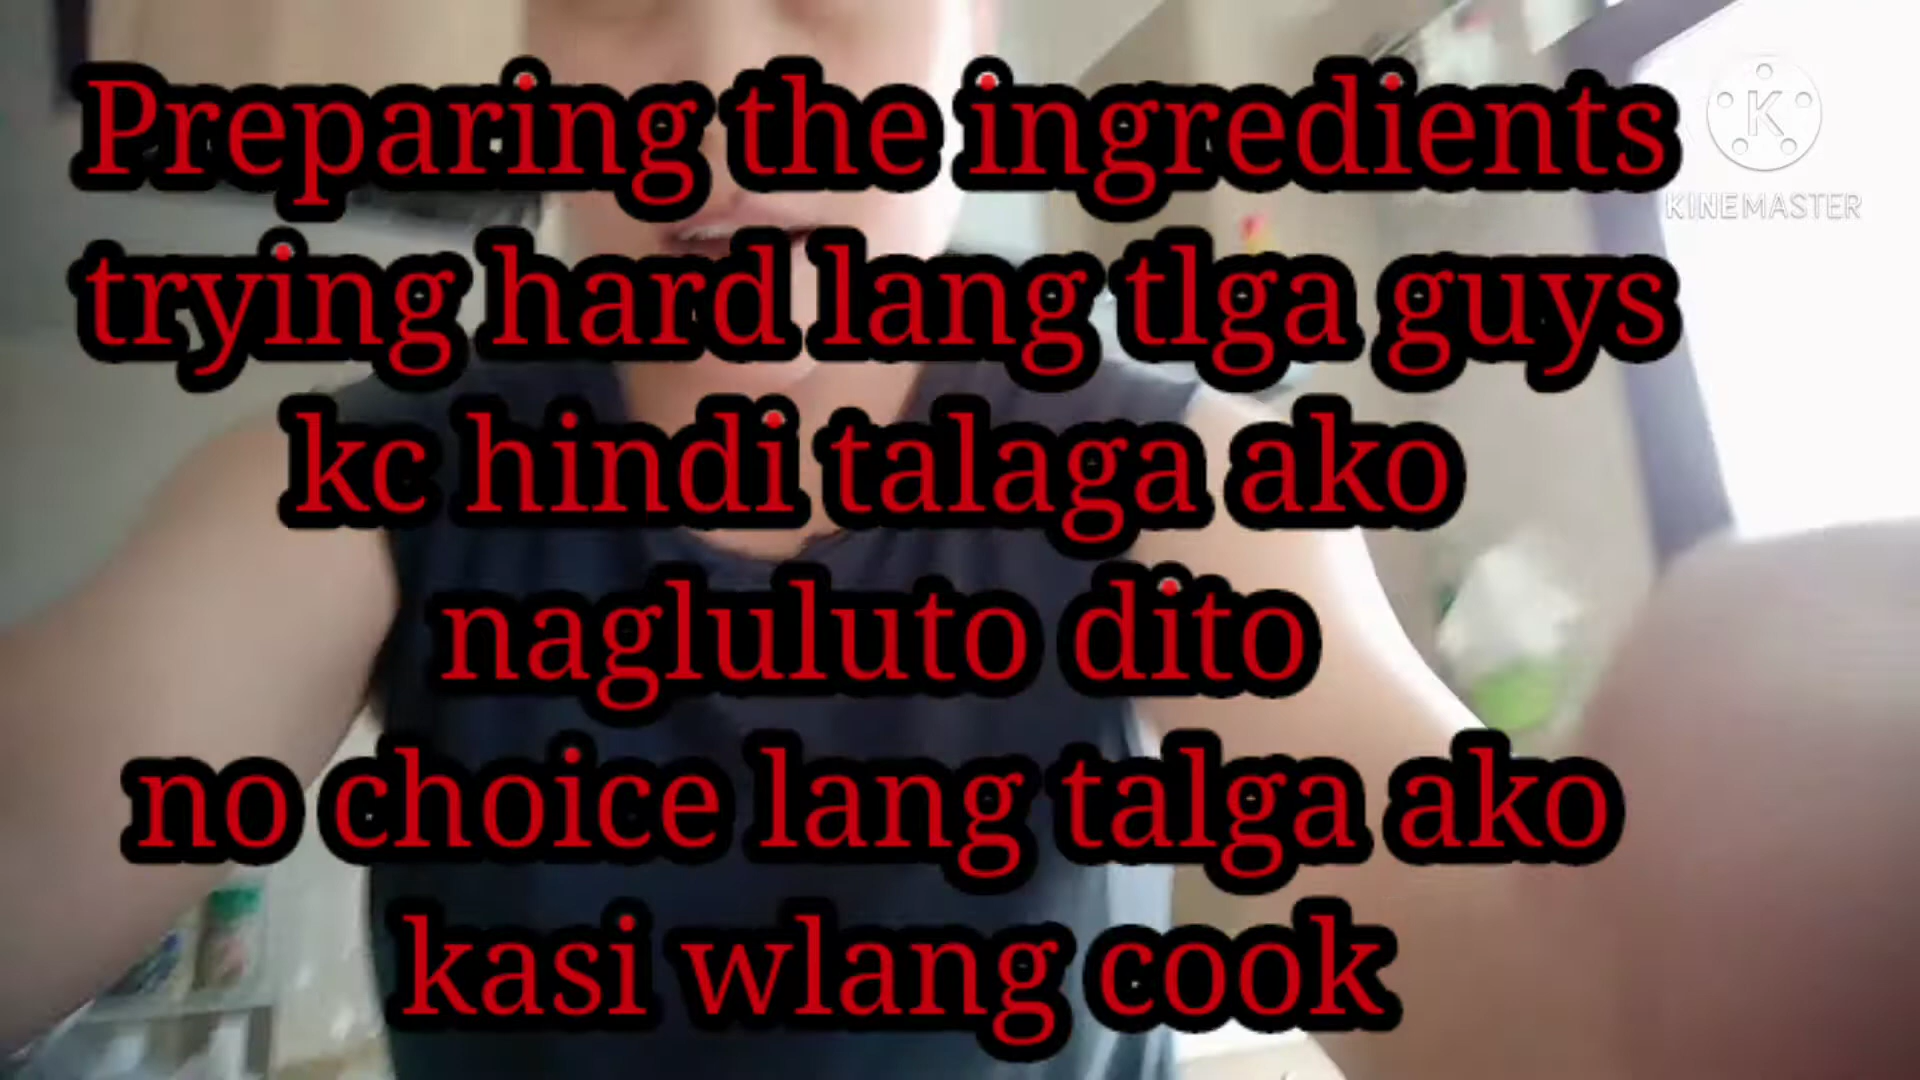 Preparing the ingredients
KINEMASTER
trying hard lang tlga guys
kc hindi talaga ako
nagluluto dito
no choice lang talga ako
kasi wlang cook